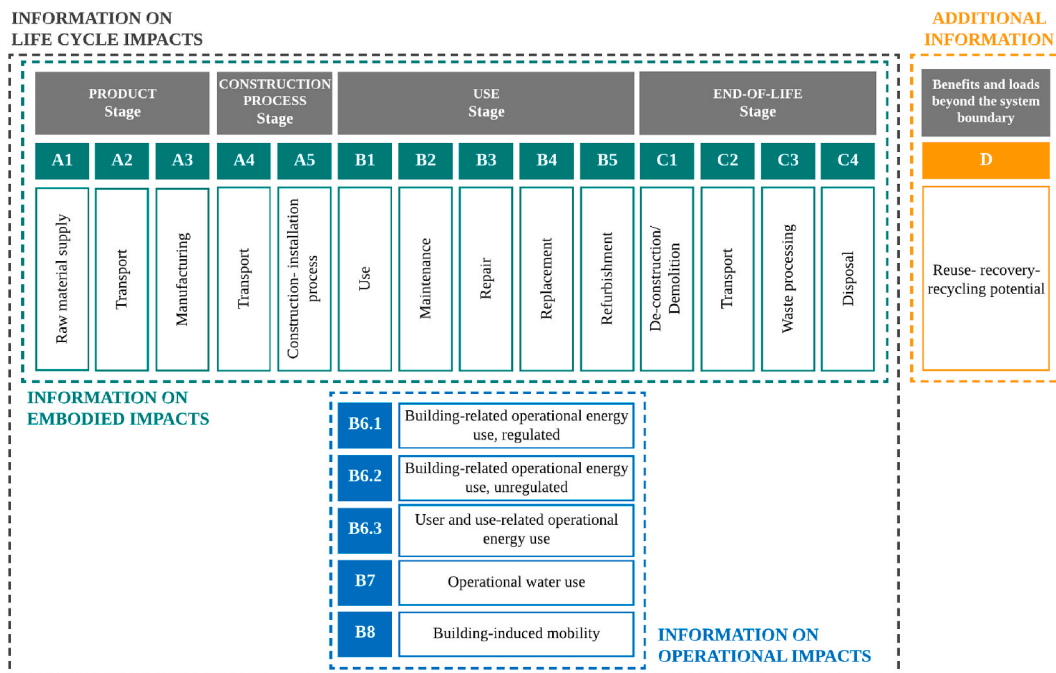 INFORMATION ON
LIFE CYCLE IMPACTS
ADDITIONAL
INFORMATION
PRODUCT
Stage
CONSTRUCTION
PROCESS
Stage
USE
Stage
END-OF-LIFE
Stage
Benefits and loads
beyond the system
boundary
A1
A2
A3
A4
A5
B1
B2
B3
B4
B5
C1
C2
C3
C4
D
Raw material supply
Transport
Manufacturing
Transport
Construction- installation
process
Use
Maintenance
Repair
Replacement
Refurbishment
De-construction/
Demolition
Transport
Waste processing
Disposal
Reuse- recovery-
recycling potential
INFORMATION ON
EMBODIED IMPACTS
B6.1
Building-related operational energy
use, regulated
B6.2
Building-related operational energy
use, unregulated
B6.3
User and use-related operational
energy use
B7
Operational water use
B8
Building-induced mobility
INFORMATION ON
OPERATIONAL IMPACTS